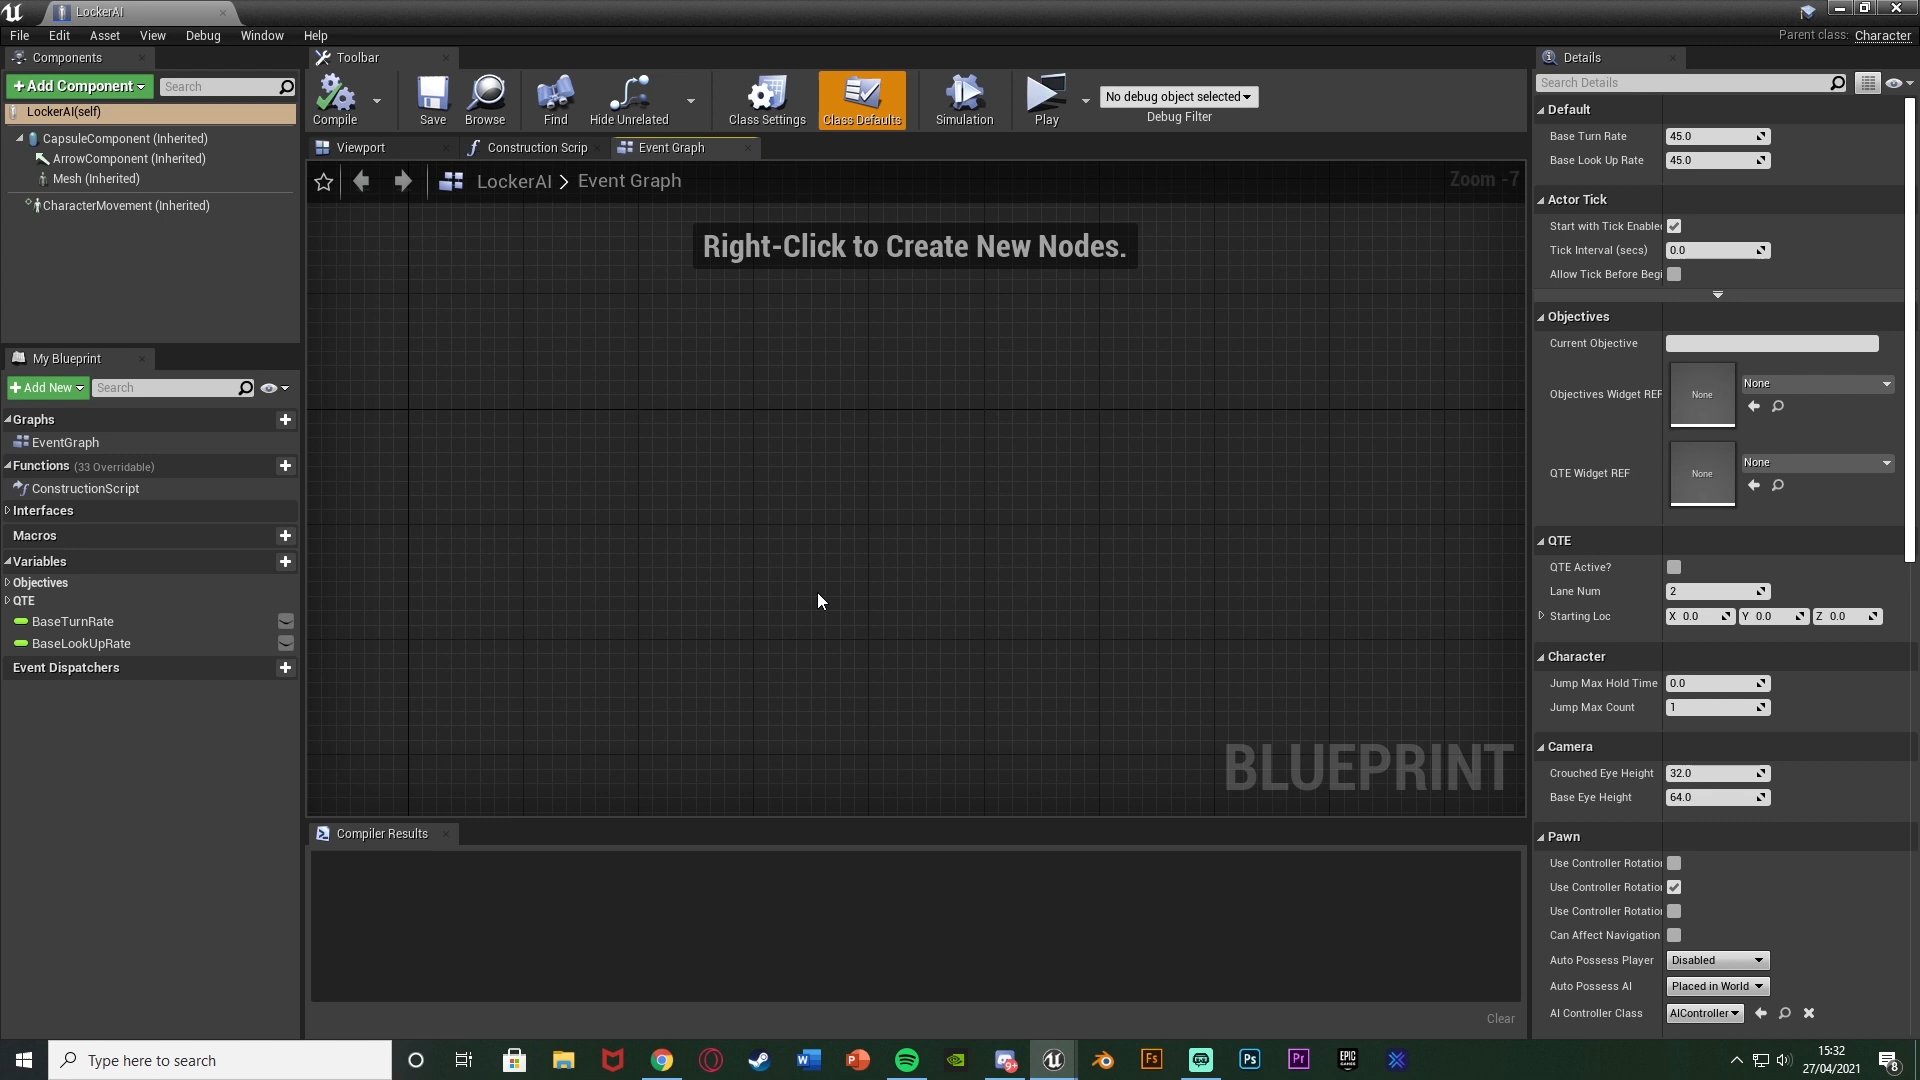 LockerAI
File Edit Asset View Debug Window Help
Parent class: Character
Components
+ Add Component
Search
LockerAI(self)
CapsuleComponent (Inherited)
ArrowComponent (Inherited)
Mesh (Inherited)
CharacterMovement (Inherited)
My Blueprint
+ Add New
Search
Graphs
EventGraph
Functions (33 Overridable)
ConstructionScript
Interfaces
Macros
Variables
Objectives
QTE
BaseTurnRate
BaseLookUpRate
Event Dispatchers
Toolbar
Compile
Save
Browse
Find
Hide Unrelated
Class Settings
Class Defaults
Simulation
Play
No debug object selected
Debug Filter
Viewport
Construction Scrip
Event Graph
LockerAI > Event Graph
Zoom -7
Right-Click to Create New Nodes.
BLUEPRINT
Compiler Results
Clear
Details
Search Details
Default
Base Turn Rate 45.0
Base Look Up Rate 45.0
Actor Tick
Start with Tick Enable
Tick Interval (secs) 0.0
Allow Tick Before Begi
Objectives
Current Objective
Objectives Widget REF None None
QTE Widget REF None None
QTE
QTE Active?
Lane Num 2
Starting Loc X 0.0 Y 0.0 Z 0.0
Character
Jump Max Hold Time 0.0
Jump Max Count 1
Camera
Crouched Eye Height 32.0
Base Eye Height 64.0
Pawn
Use Controller Rotation
Use Controller Rotation
Use Controller Rotation
Can Affect Navigation
Auto Possess Player Disabled
Auto Possess AI Placed in World
AI Controller Class AIController
Type here to search
W
P
9+
Fs
Ps
Pr
EPIC GAMES
15:32
27/04/2021
8